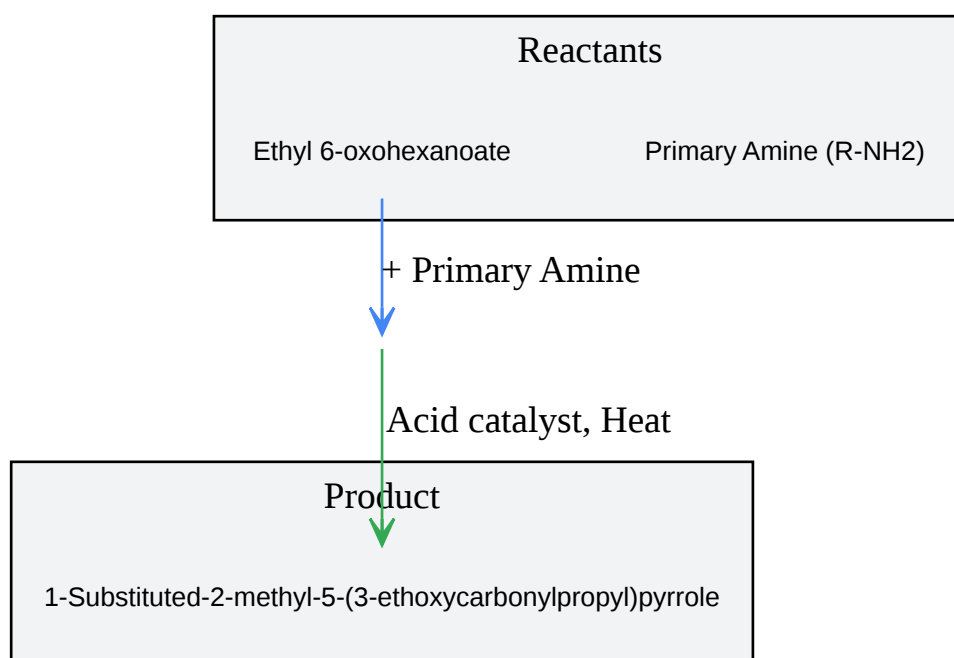 Reactants
Ethyl 6-oxohexanoate
Primary Amine (R-NH2)
+ Primary Amine
Acid catalyst, Heat
Product
1-Substituted-2-methyl-5-(3-ethoxycarbonylpropyl)pyrrole